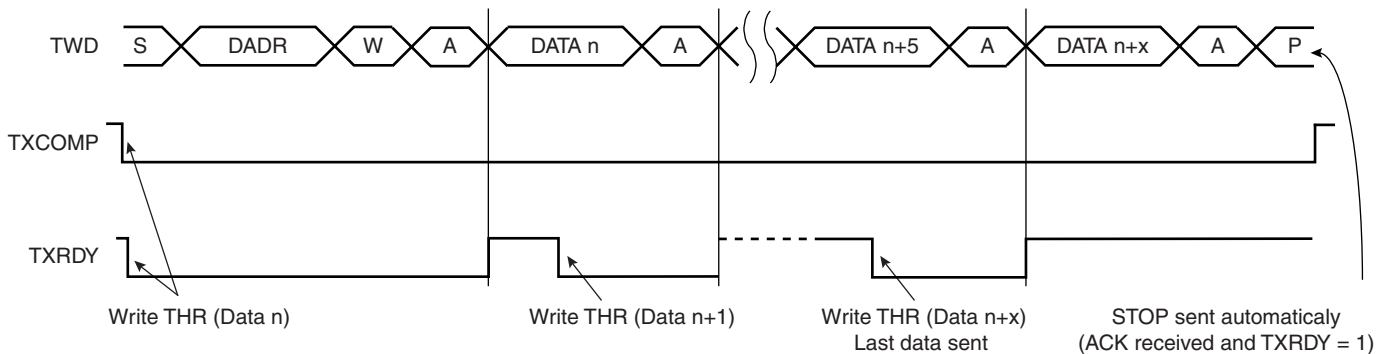 TWD S DADR W A DATA n A DATA n+5 A DATA n+x A P
TXCOMP
TXRDY
Write THR (Data n) Write THR (Data n+1) Write THR (Data n+x) STOP sent automaticaly
Last data sent (ACK received and TXRDY = 1)